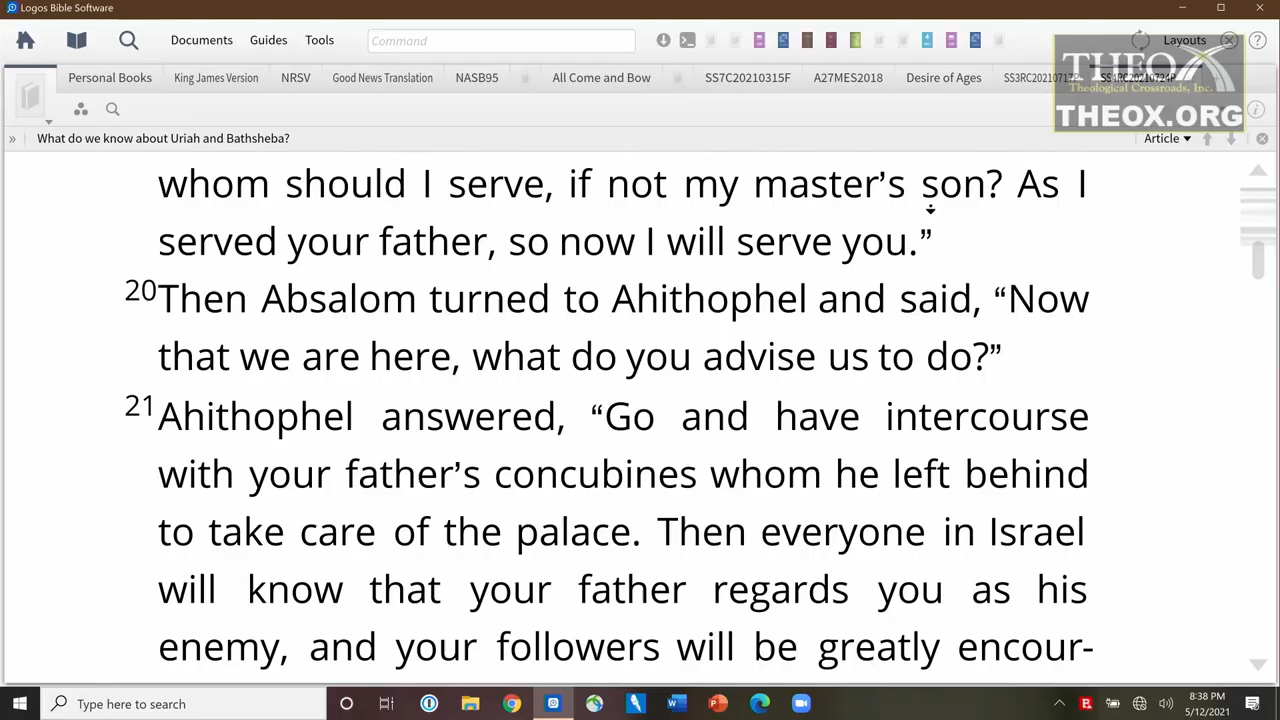 Logos Bible Software
Documents Guides Tools Command Layouts
THEOX
Theological Crossroads, Inc.
THEOX.ORG
Personal Books King James Version NRSV Good News Translation NASB95 All Come and Bow SS7C20210315F Desire of Ages
What do we know about Uriah and Bathsheba? Article
whom should I serve, if not my master's son? As I
served your father, so now I will serve you.”
20Then Absalom turned to Ahithophel and said, “Now
that we are here, what do you advise us to do?”
21Ahithophel answered, “Go and have intercourse
with your father's concubines whom he left behind
to take care of the palace. Then everyone in Israel
will know that your father regards you as his
enemy, and your followers will be greatly encour-
Type here to search
8:38 PM
5/12/2021